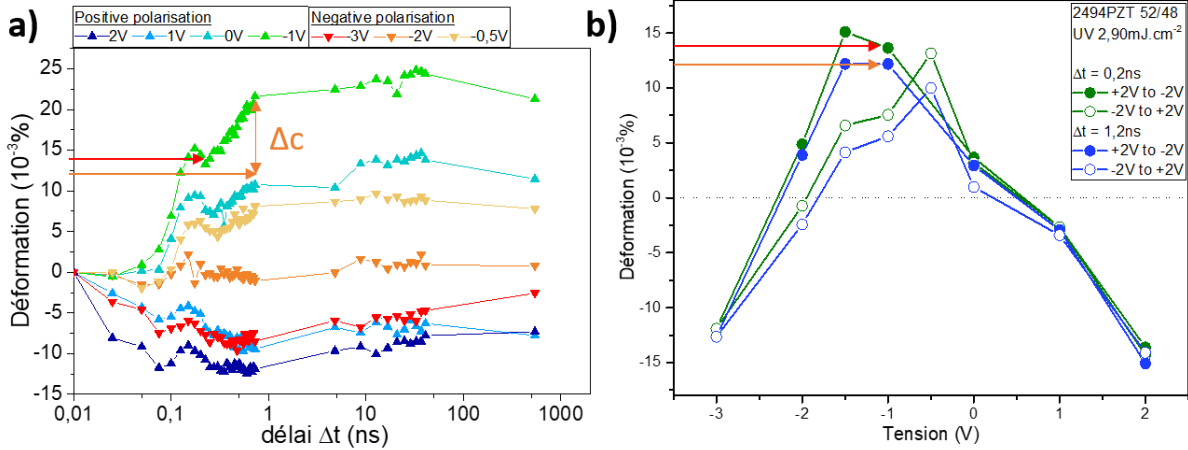 a)
Positive polarisation
Negative polarisation
2V 1V 0V -1V
-3V -2V -0,5V
25
20
15
10
5
0
-5
-10
-15
Déformation (10⁻³%)
Δc
0,01 0,1 1 10 100 1000
délai Δt (ns)
b)
2494PZT 52/48
UV 2,90mJ.cm⁻²
Δt = 0,2ns
+2V to -2V
-2V to +2V
Δt = 1,2ns
+2V to -2V
-2V to +2V
15
10
5
0
-5
-10
-15
Déformation (10⁻³%)
-3 -2 -1 0 1 2
Tension (V)